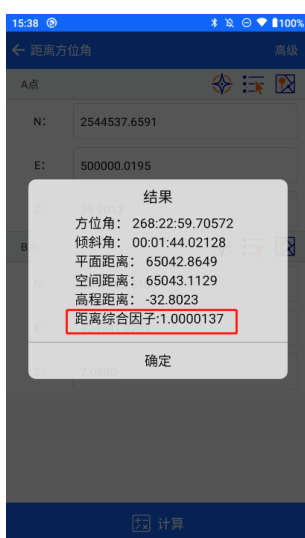 15:38 100%
距离方位角 高级
A点
N: 2544537.6591
E: 500000.0195
Z:
结果
方位角： 268:22:59.70572
倾斜角： 00:01:44.02128
平面距离： 65042.8649
空间距离： 65043.1129
高程距离： -32.8023
距离综合因子:1.0000137
确定
B
N:
E:
Z: 7.0990
计算